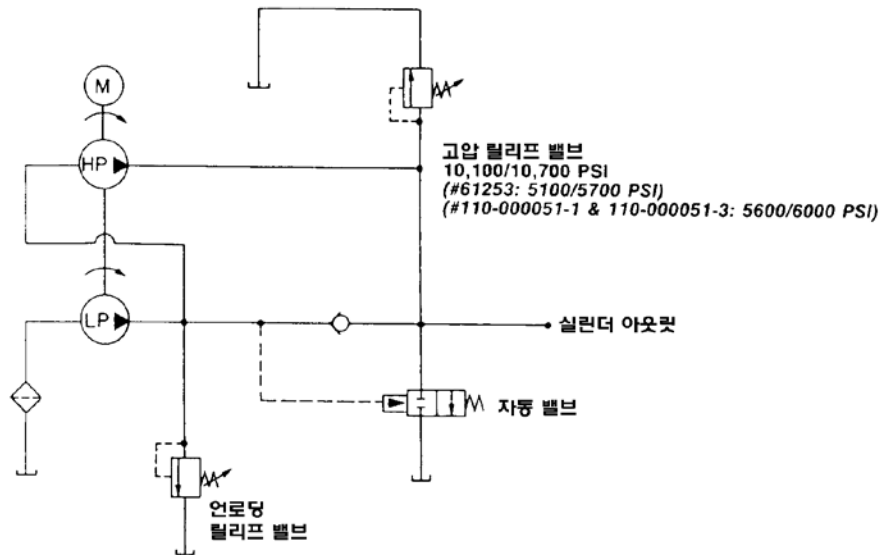 M
HP
고압 릴리프 밸브
10,100/10,700 PSI
(#61253: 5100/5700 PSI)
(#110-000051-1 & 110-000051-3: 5600/6000 PSI)
LP
실린더 아웃릿
자동 밸브
언로딩
릴리프 밸브